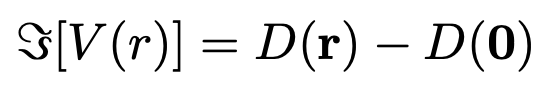 ℑ[V(r)] = D(𝐫) − D(𝟎)